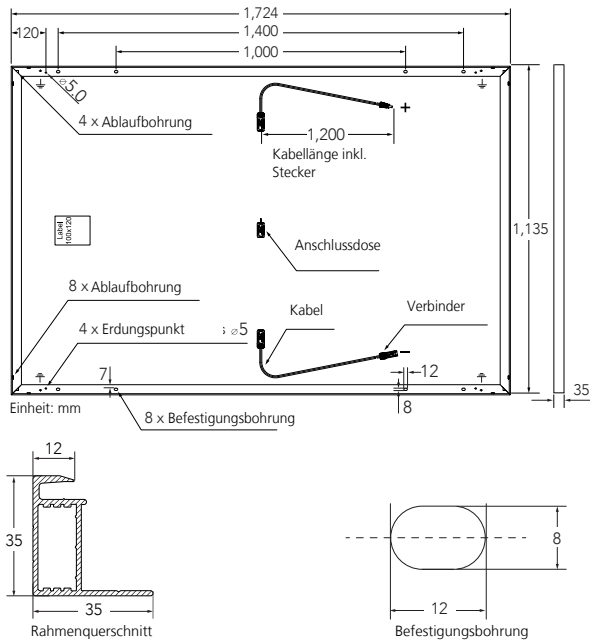 1,724
120
1,400
1,000
⌀5,0
4 x Ablaufbohrung
+
1,200
Kabellänge inkl.
Stecker
Label
100x120
1,135
Anschlussdose
8 x Ablaufbohrung
Kabel
Verbinder
4 x Erdungspunkt
s ⌀5
–
7
12
8
35
Einheit: mm
8 x Befestigungsbohrung
12
35
35
Rahmenquerschnitt
8
12
Befestigungsbohrung